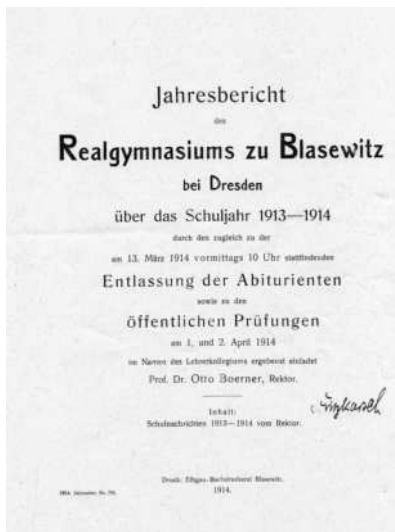 Jahresbericht
des
Realgymnasiums zu Blasewitz
bei Dresden
über das Schuljahr 1913—1914
durch den zugleich zu der
am 13. März 1914 vormittags 10 Uhr stattfindenden
Entlassung der Abiturienten
sowie zu den
öffentlichen Prüfungen
am 1. und 2. April 1914
im Namen des Lehrerkollegiums ergebenst einladet
Prof. Dr. Otto Boerner, Rektor.
Inhalt:
Schulnachrichten 1913—1914 vom Rektor.
Druck: Elbgau-Buchdruckerei Blasewitz.
1914.